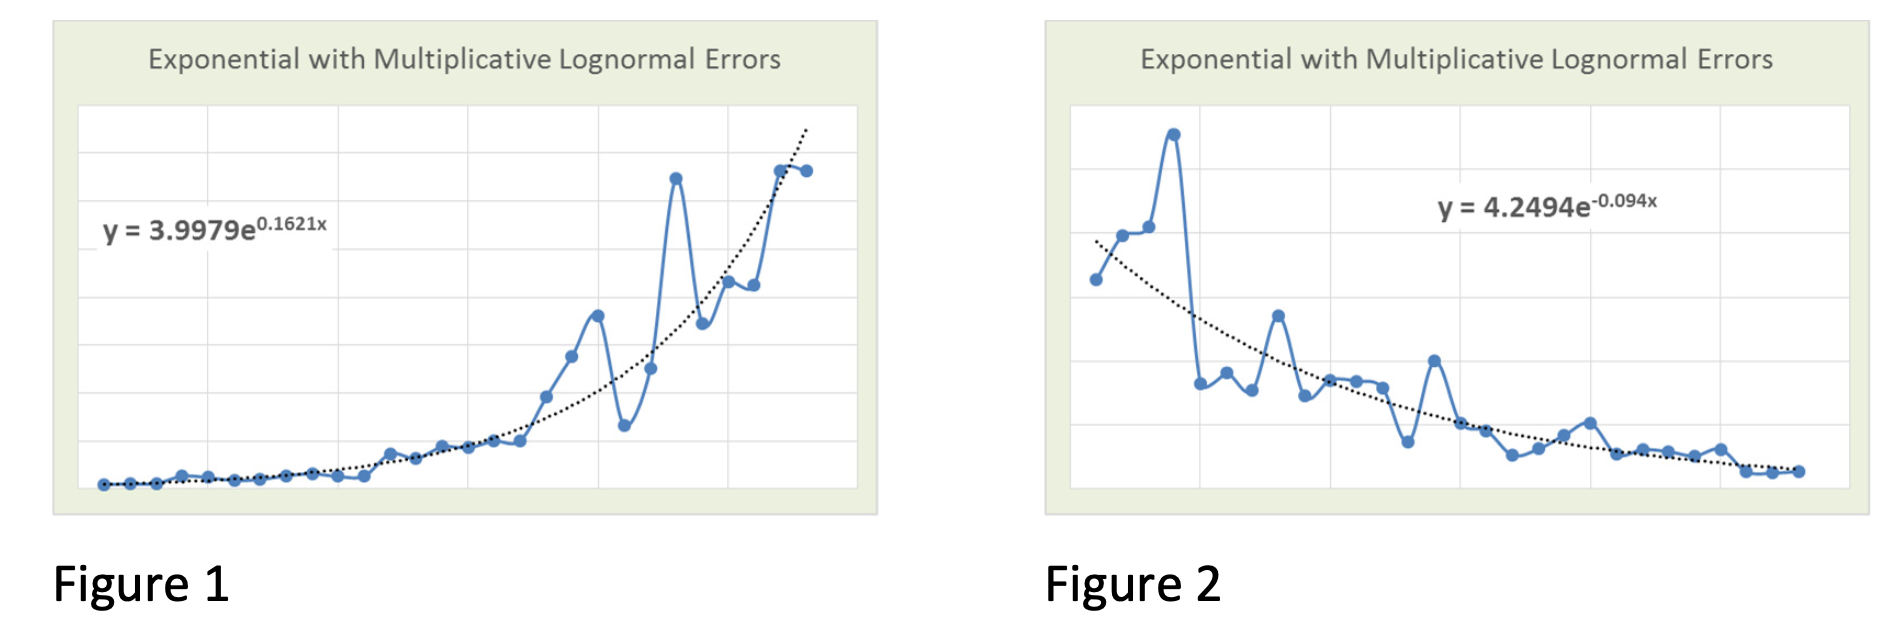 Exponential with Multiplicative Lognormal Errors
y = 3.9979e^0.1621x
Figure 1
Exponential with Multiplicative Lognormal Errors
y = 4.2494e^-0.094x
Figure 2